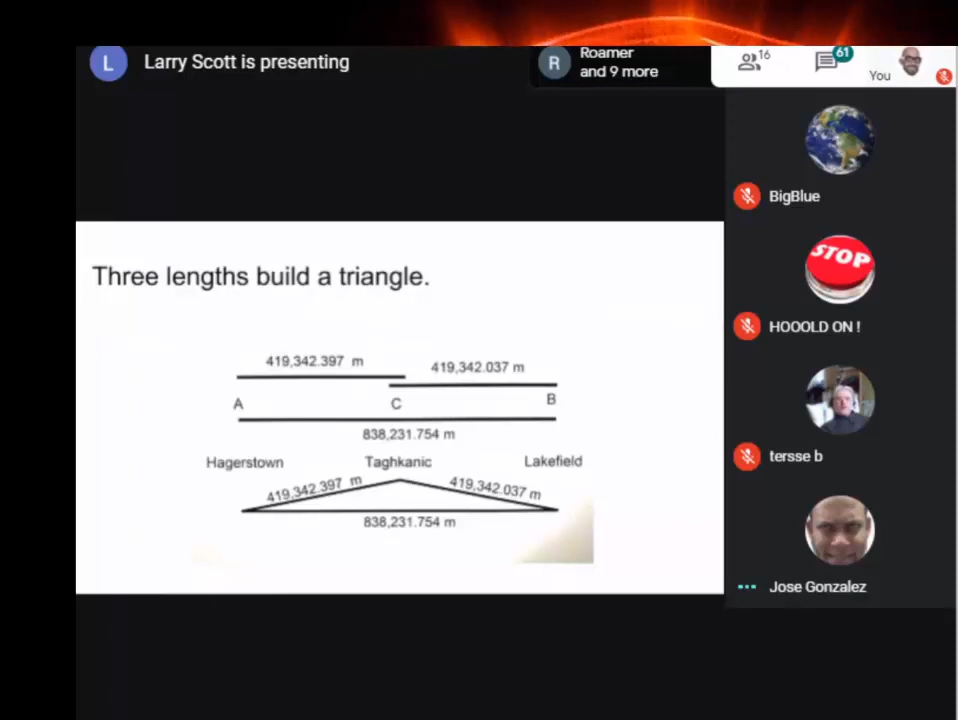 L
Larry Scott is presenting
R
Roamer
and 9 more
16
61
You
BigBlue
STOP
HOOOLD ON !
tersse b
Jose Gonzalez
Three lengths build a triangle.
419,342.397 m
419,342.037 m
A
C
B
838,231.754 m
Hagerstown
Taghkanic
Lakefield
419,342.397 m
419,342.037 m
838,231.754 m